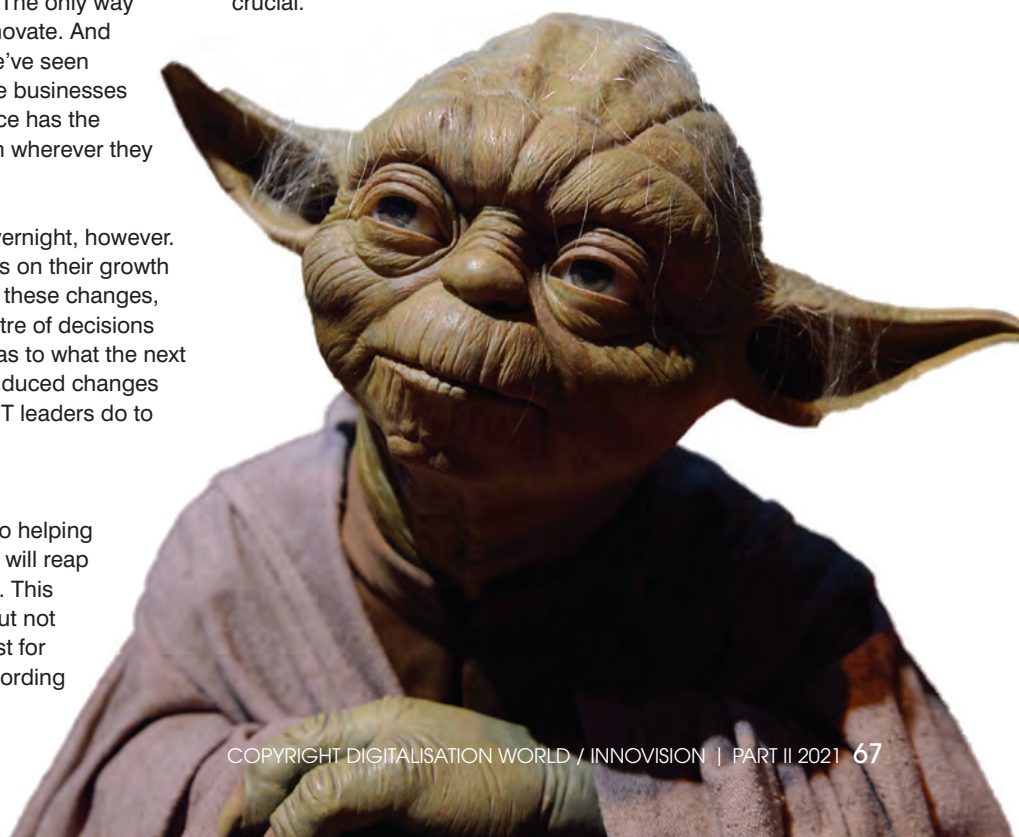 The only way
novate. And
e've seen
e businesses
ce has the
wherever they
vernight, however.
s on their growth
these changes,
tre of decisions
as to what the next
duced changes
T leaders do to
o helping
will reap
. This
ut not
st for
ording
crucial.
COPYRIGHT DIGITALISATION WORLD / INNOVISION | PART II 2021 67